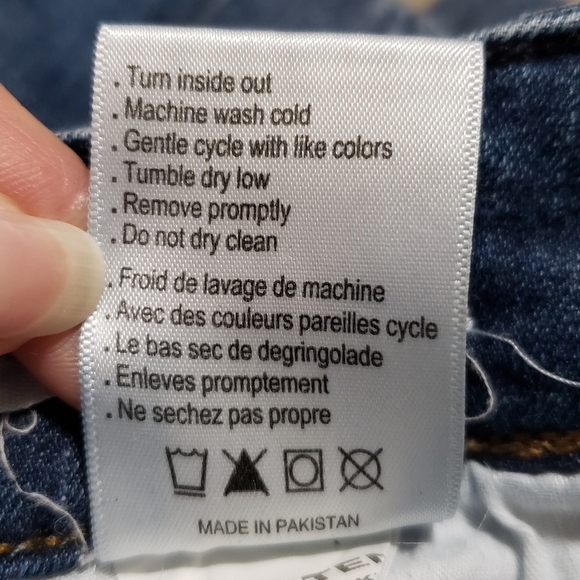 . Turn inside out
. Machine wash cold
. Gentle cycle with like colors
. Tumble dry low
. Remove promptly
. Do not dry clean
. Froid de lavage de machine
. Avec des couleurs pareilles cycle
. Le bas sec de degringolade
. Enleves promptement
. Ne sechez pas propre
MADE IN PAKISTAN